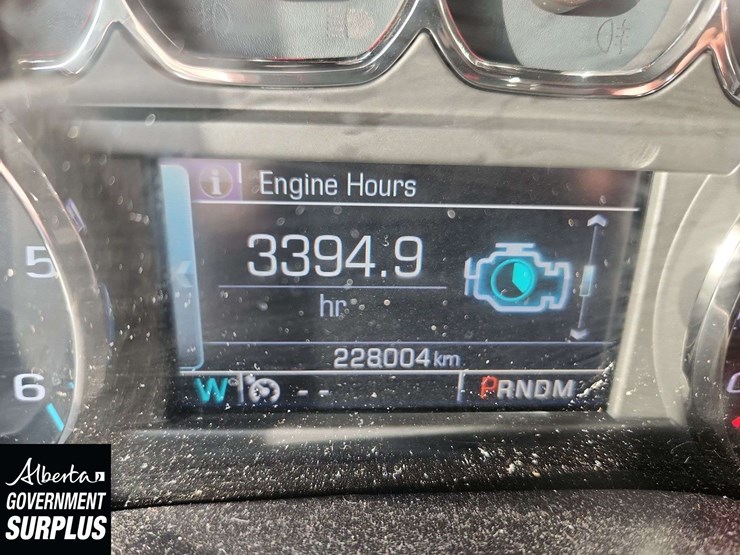 i Engine Hours
3394.9
hr
228004 km
W -- PRNDM
5
6
Alberta
GOVERNMENT
SURPLUS